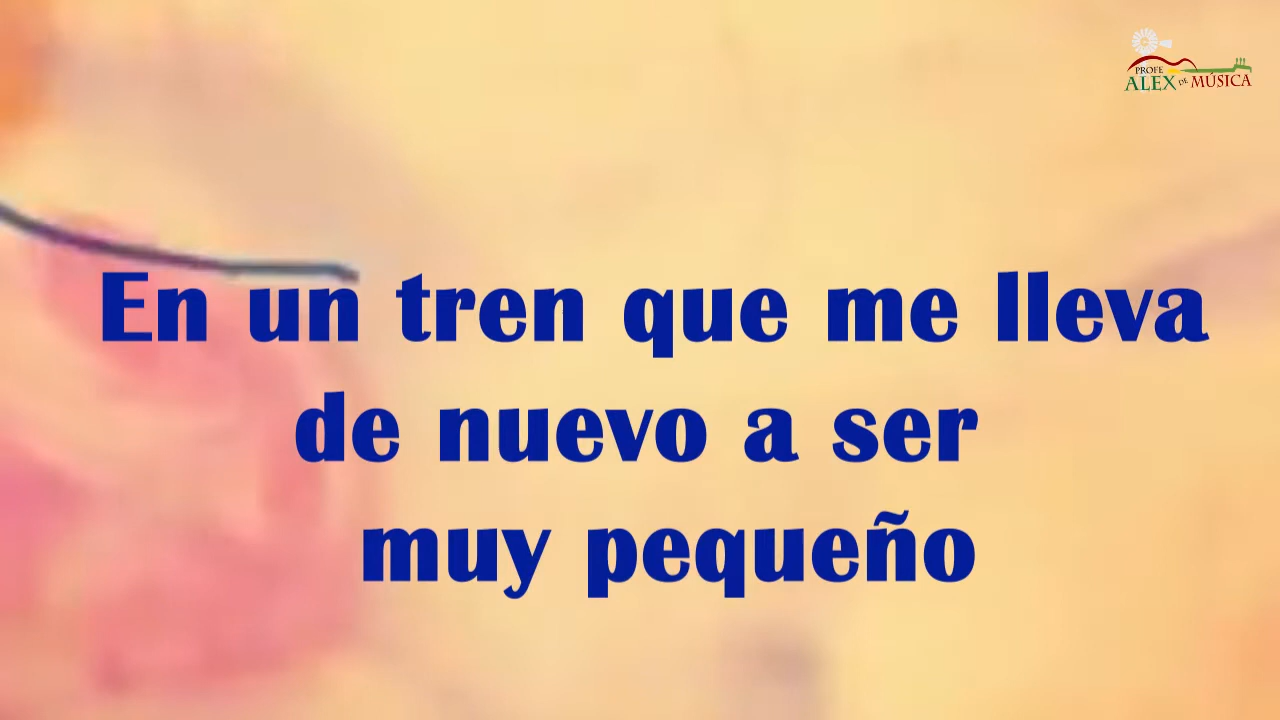 PROFE
ALEX DE MÚSICA
En un tren que me lleva
de nuevo a ser
muy pequeño